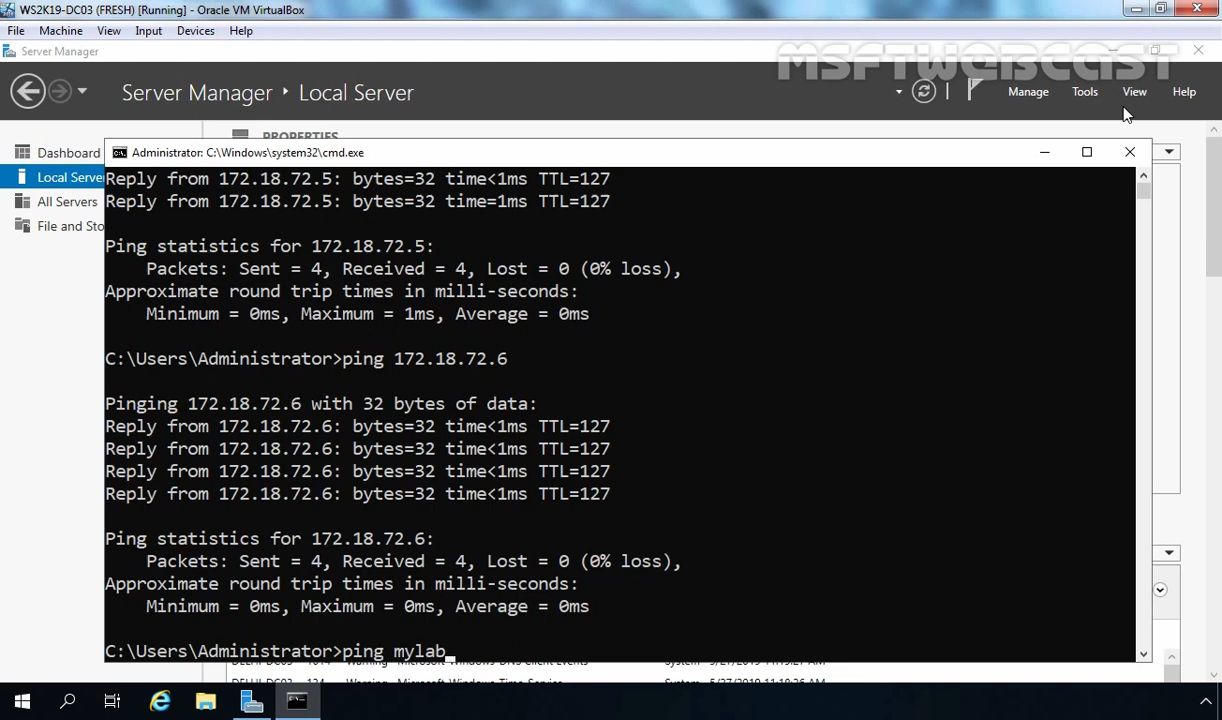 WS2K19-DC03 (FRESH) [Running] - Oracle VM VirtualBox
File Machine View Input Devices Help
Server Manager
MSFTWEBCAST
Server Manager • Local Server
Manage Tools View Help
PROPERTIES
Dashboard
Local Serve
All Servers
File and Sto
Administrator: C:\Windows\system32\cmd.exe
Reply from 172.18.72.5: bytes=32 time<1ms TTL=127
Reply from 172.18.72.5: bytes=32 time=1ms TTL=127
Ping statistics for 172.18.72.5:
Packets: Sent = 4, Received = 4, Lost = 0 (0% loss),
Approximate round trip times in milli-seconds:
Minimum = 0ms, Maximum = 1ms, Average = 0ms
C:\Users\Administrator>ping 172.18.72.6
Pinging 172.18.72.6 with 32 bytes of data:
Reply from 172.18.72.6: bytes=32 time<1ms TTL=127
Reply from 172.18.72.6: bytes=32 time<1ms TTL=127
Reply from 172.18.72.6: bytes=32 time<1ms TTL=127
Reply from 172.18.72.6: bytes=32 time<1ms TTL=127
Ping statistics for 172.18.72.6:
Packets: Sent = 4, Received = 4, Lost = 0 (0% loss),
Approximate round trip times in milli-seconds:
Minimum = 0ms, Maximum = 0ms, Average = 0ms
C:\Users\Administrator>ping mylab